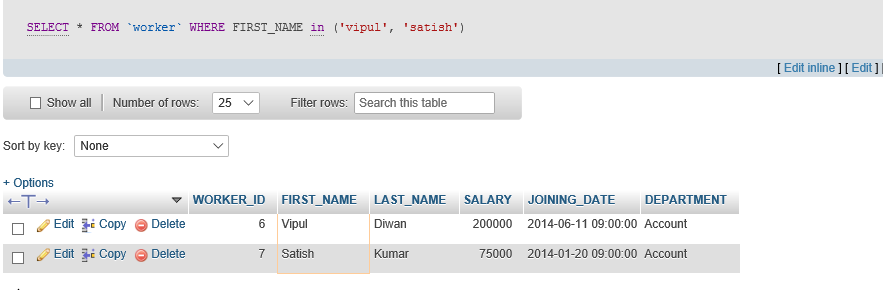 SELECT * FROM `worker` WHERE FIRST_NAME in ('vipul', 'satish')
[ Edit inline ] [ Edit ]
Show all Number of rows: 25 Filter rows: Search this table
Sort by key: None
+ Options
←T→ WORKER_ID FIRST_NAME LAST_NAME SALARY JOINING_DATE DEPARTMENT
Edit Copy Delete 6 Vipul Diwan 200000 2014-06-11 09:00:00 Account
Edit Copy Delete 7 Satish Kumar 75000 2014-01-20 09:00:00 Account